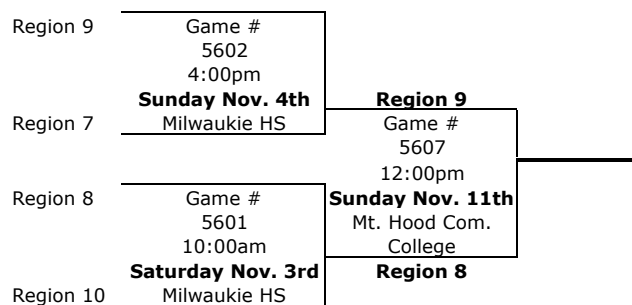 Region 9
Game #
5602
4:00pm
Sunday Nov. 4th
Region 7
Milwaukie HS
Region 9
Game #
5607
12:00pm
Sunday Nov. 11th
Mt. Hood Com.
College
Region 8
Region 8
Game #
5601
10:00am
Saturday Nov. 3rd
Region 10
Milwaukie HS